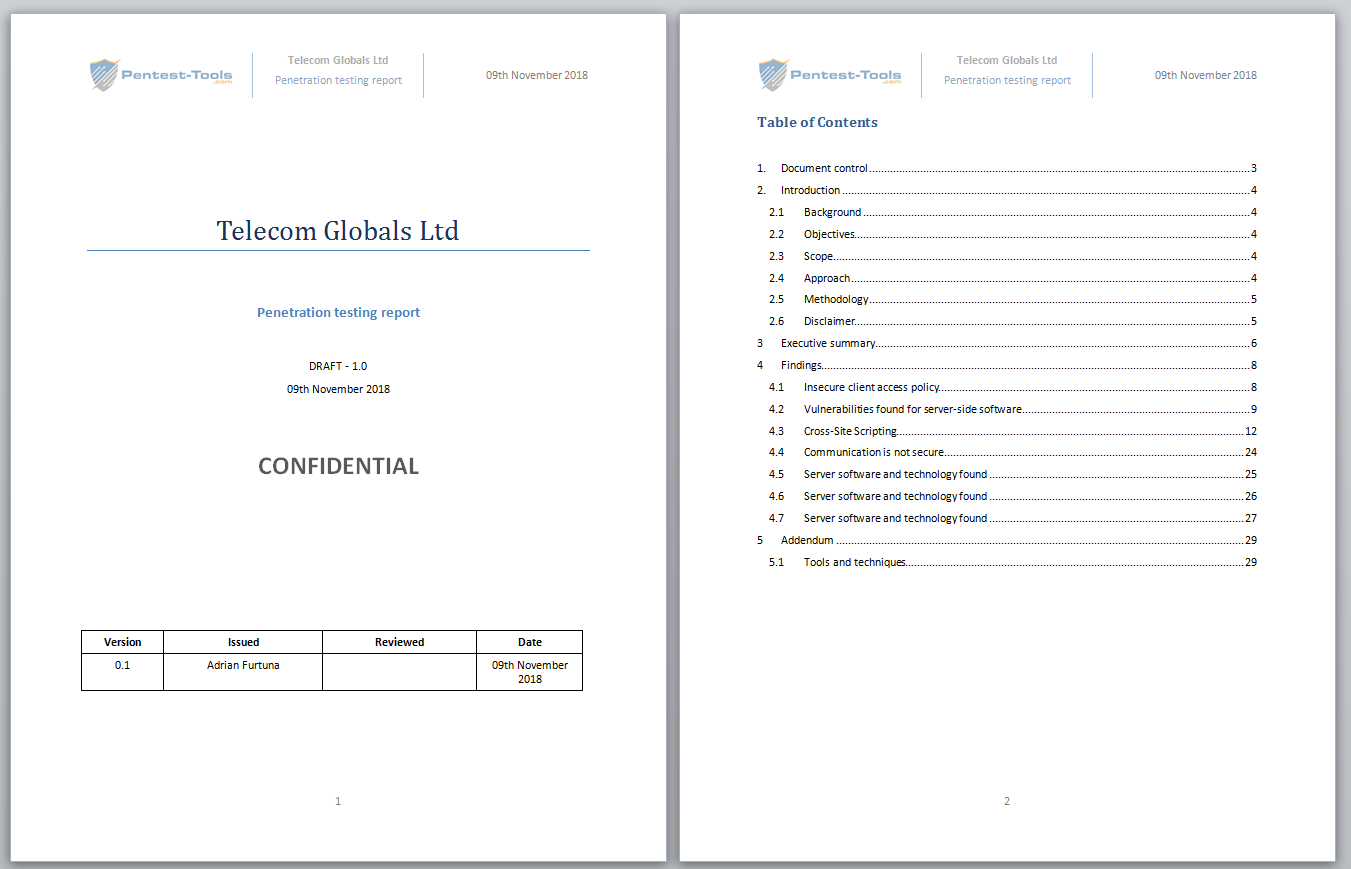 Pentest-Tools
.com
Telecom Globals Ltd
Penetration testing report
09th November 2018
Telecom Globals Ltd
Penetration testing report
DRAFT - 1.0
09th November 2018
CONFIDENTIAL
Version Issued Reviewed Date
0.1 Adrian Furtuna 09th November
2018
1
Pentest-Tools
.com
Telecom Globals Ltd
Penetration testing report
09th November 2018
Table of Contents
1. Document control 3
2. Introduction 4
2.1 Background 4
2.2 Objectives 4
2.3 Scope 4
2.4 Approach 4
2.5 Methodology 5
2.6 Disclaimer 5
3 Executive summary 6
4 Findings 8
4.1 Insecure client access policy 8
4.2 Vulnerabilities found for server-side software 9
4.3 Cross-Site Scripting 12
4.4 Communication is not secure 24
4.5 Server software and technology found 25
4.6 Server software and technology found 26
4.7 Server software and technology found 27
5 Addendum 29
5.1 Tools and techniques 29
2